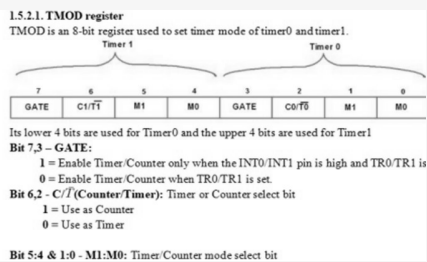 1.5.2.1. TMOD register
TMOD is an 8-bit register used to set timer mode of timer0 and timer1.
Timer 1 Timer 0
7 6 5 4 3 2 1 0
GATE C1/T1 M1 M0 GATE C0/T0 M1 M0
Its lower 4 bits are used for Timer0 and the upper 4 bits are used for Timer1
Bit 7,3 – GATE:
1 = Enable Timer/Counter only when the INT0/INT1 pin is high and TR0/TR1 is
0 = Enable Timer/Counter when TR0/TR1 is set.
Bit 6,2 - C/T (Counter/Timer): Timer or Counter select bit
1 = Use as Counter
0 = Use as Timer
Bit 5:4 & 1:0 - M1:M0: Timer/Counter mode select bit